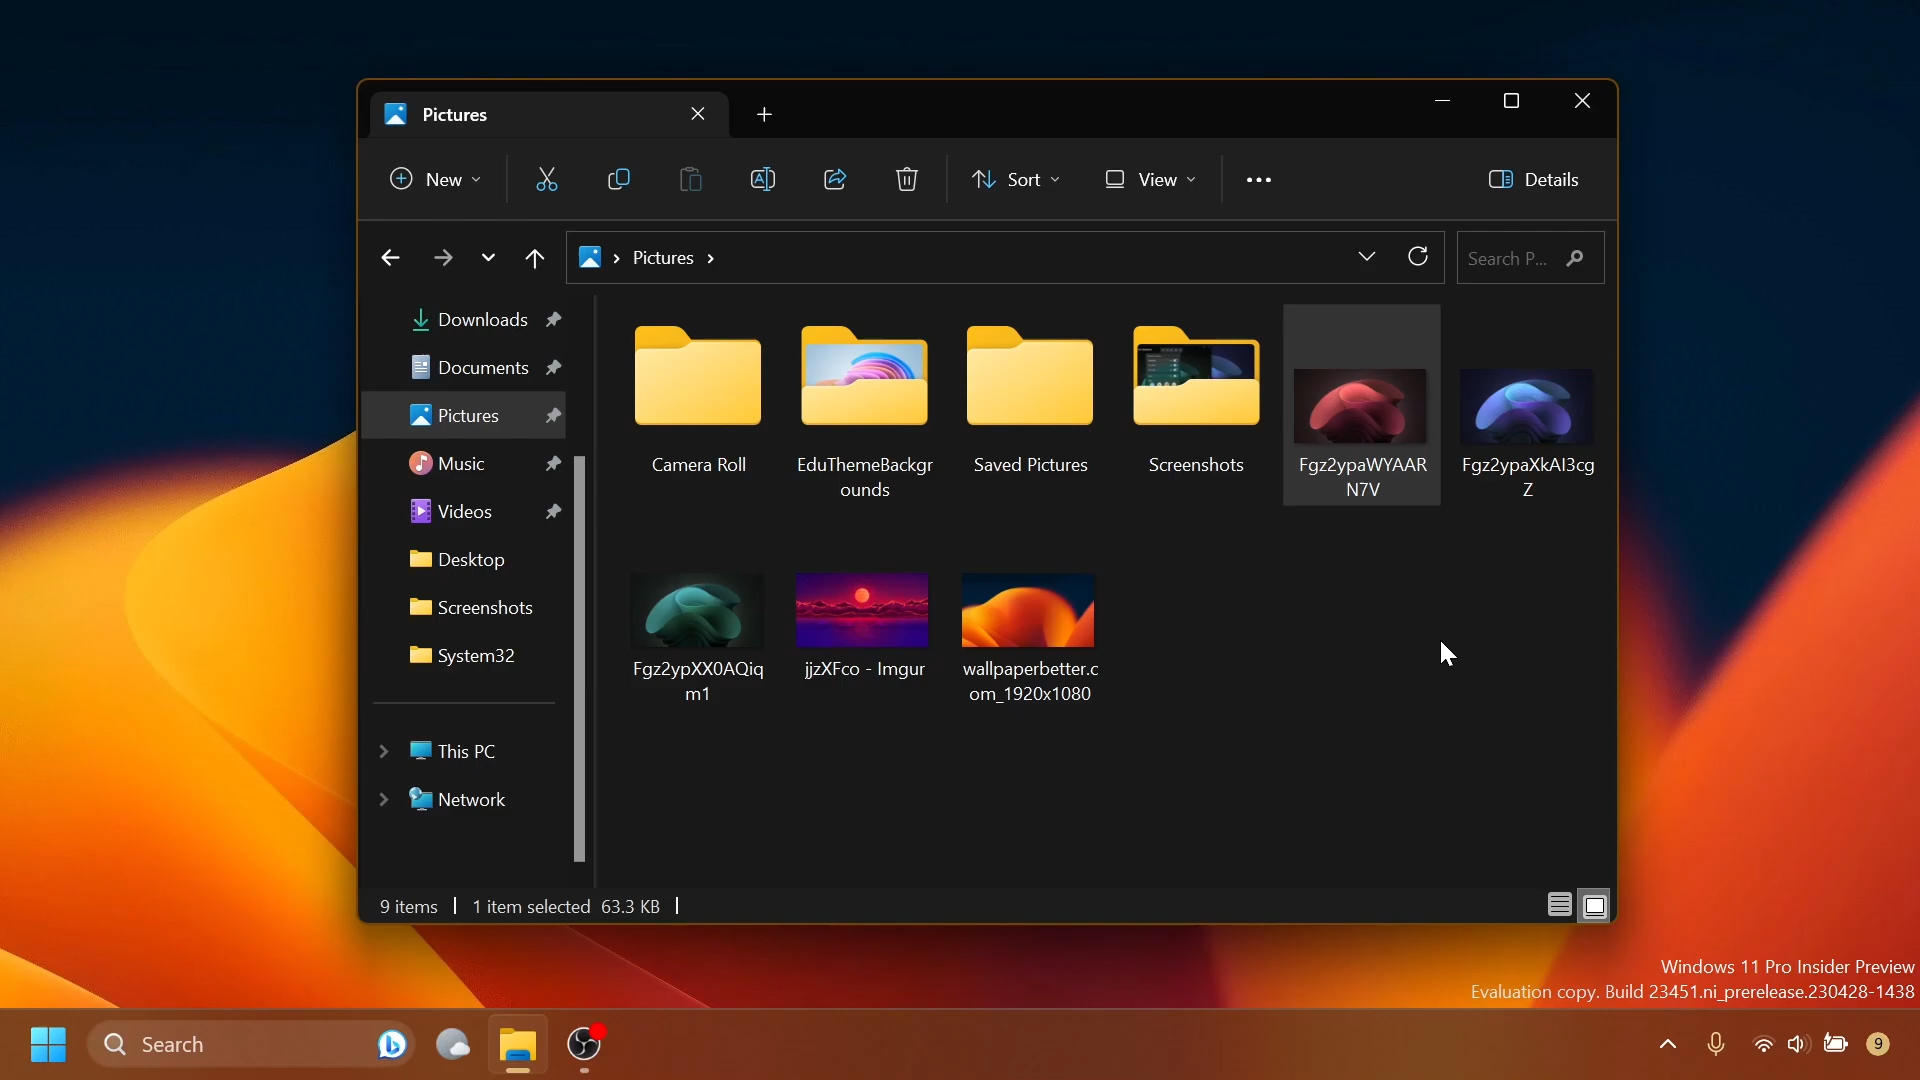 Pictures
New
Sort
View
Details
Pictures
Search P...
Downloads
Documents
Pictures
Music
Videos
Desktop
Screenshots
System32
This PC
Network
Camera Roll
EduThemeBackgr
ounds
Saved Pictures
Screenshots
Fgz2ypaWYAAR
N7V
Fgz2ypaXkAI3cg
Z
Fgz2ypXX0AQiq
m1
jjzXFco - Imgur
wallpaperbetter.c
om_1920x1080
9 items
1 item selected 63.3 KB
Windows 11 Pro Insider Preview
Evaluation copy. Build 23451.ni_prerelease.230428-1438
Search
9